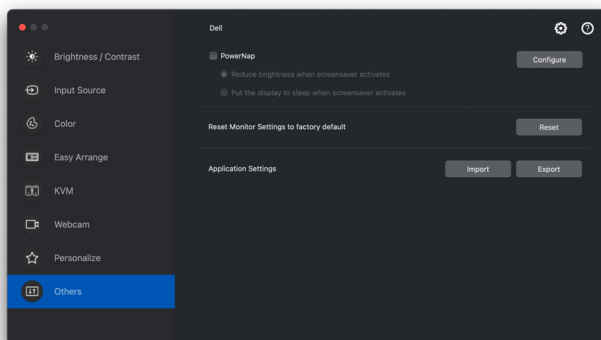 Dell
Brightness / Contrast
Input Source
Color
Easy Arrange
KVM
Webcam
Personalize
Others
PowerNap
Configure
Reduce brightness when screensaver activates
Put the display to sleep when screensaver activates
Reset Monitor Settings to factory default
Reset
Application Settings
Import
Export